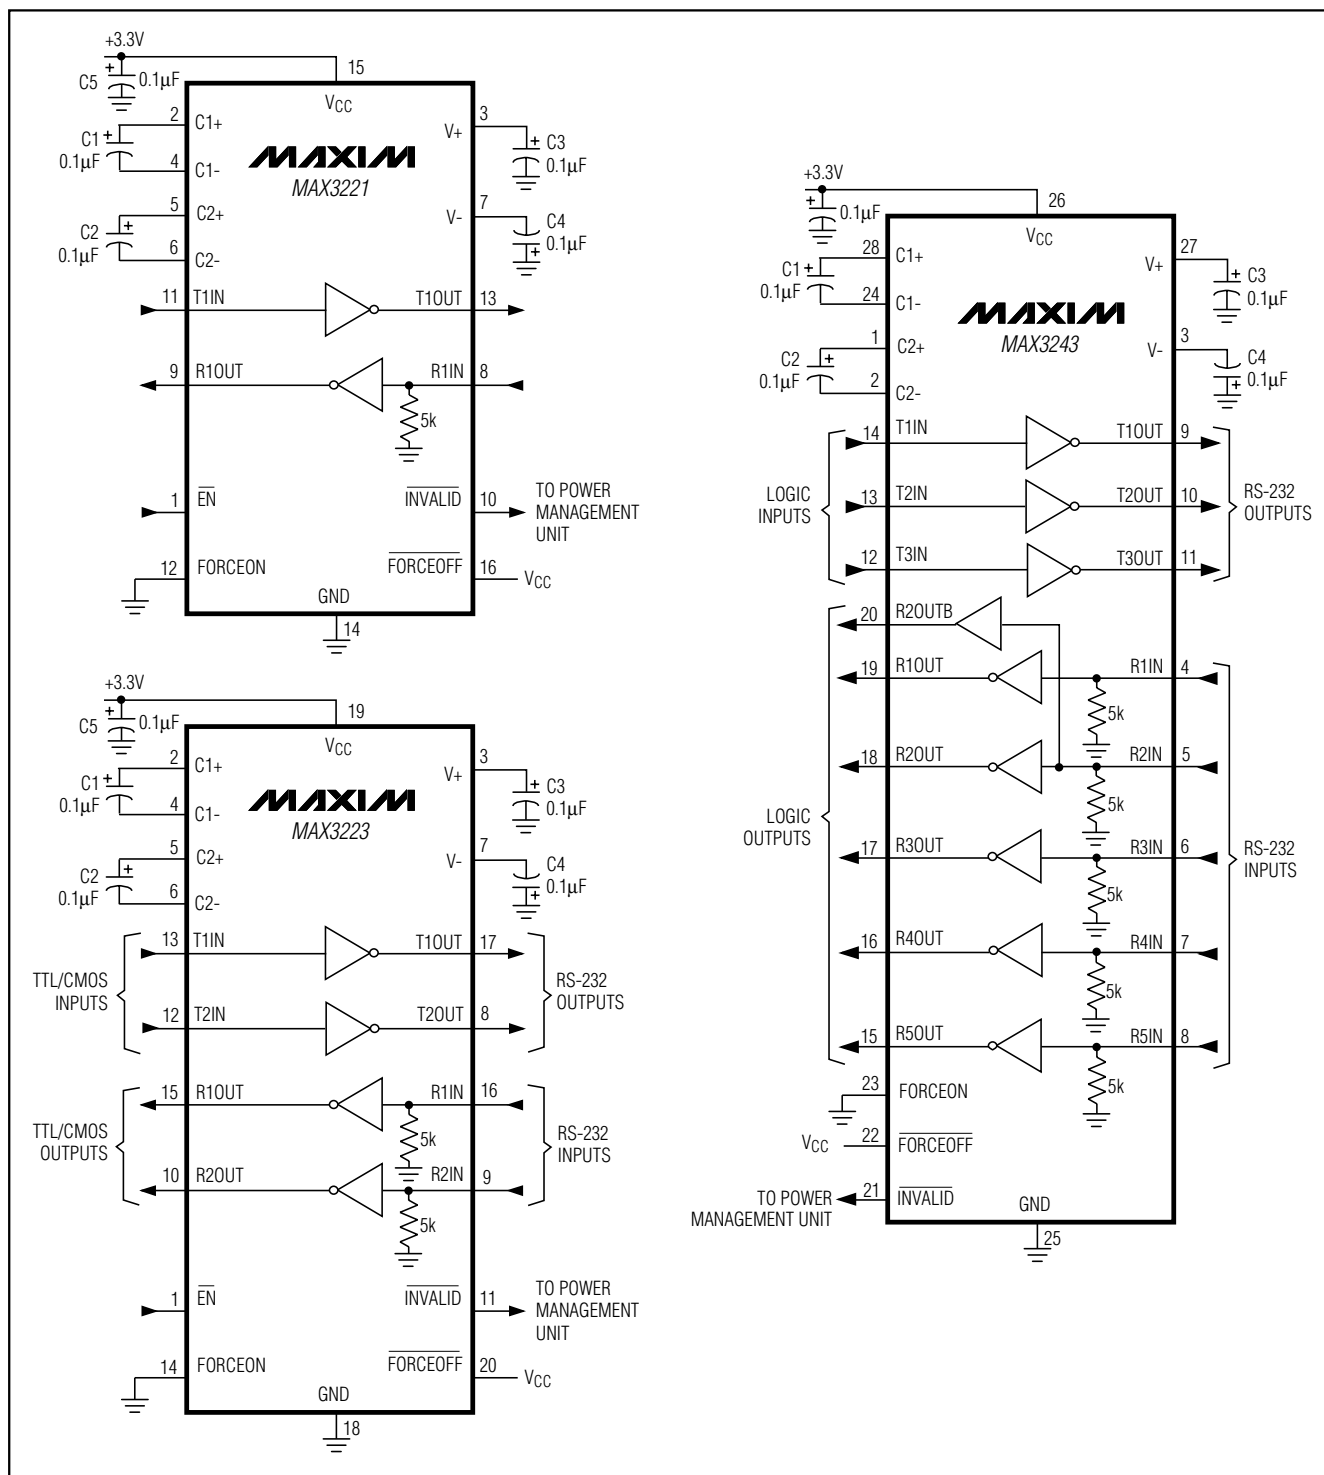 +3.3V
C5
0.1µF
15
VCC
2
C1+
C1
0.1µF
4
C1-
5
C2+
C2
0.1µF
6
C2-
MAXIM
MAX3221
V+
3
C3
0.1µF
V-
7
C4
0.1µF
11
T1IN
T1OUT
13
9
R1OUT
R1IN
8
5k
1
EN
INVALID
10
TO POWER
MANAGEMENT
UNIT
12
FORCEON
FORCEOFF
16
VCC
GND
14
+3.3V
C5
0.1µF
19
VCC
2
C1+
C1
0.1µF
4
C1-
5
C2+
C2
0.1µF
6
C2-
MAXIM
MAX3223
V+
3
C3
0.1µF
V-
7
C4
0.1µF
TTL/CMOS
INPUTS
13
T1IN
T1OUT
17
12
T2IN
T2OUT
8
RS-232
OUTPUTS
TTL/CMOS
OUTPUTS
15
R1OUT
R1IN
16
5k
10
R2OUT
R2IN
9
5k
RS-232
INPUTS
1
EN
INVALID
11
TO POWER
MANAGEMENT
UNIT
14
FORCEON
FORCEOFF
20
VCC
GND
18
+3.3V
0.1µF
26
VCC
28
C1+
C1
0.1µF
24
C1-
1
C2+
C2
0.1µF
2
C2-
MAXIM
MAX3243
V+
27
C3
0.1µF
V-
3
C4
0.1µF
LOGIC
INPUTS
14
T1IN
T1OUT
9
13
T2IN
T2OUT
10
12
T3IN
T3OUT
11
RS-232
OUTPUTS
LOGIC
OUTPUTS
20
R2OUTB
19
R1OUT
R1IN
4
5k
18
R2OUT
R2IN
5
5k
17
R3OUT
R3IN
6
5k
16
R4OUT
R4IN
7
5k
15
R5OUT
R5IN
8
5k
RS-232
INPUTS
23
FORCEON
VCC
22
FORCEOFF
TO POWER
MANAGEMENT UNIT
21
INVALID
GND
25